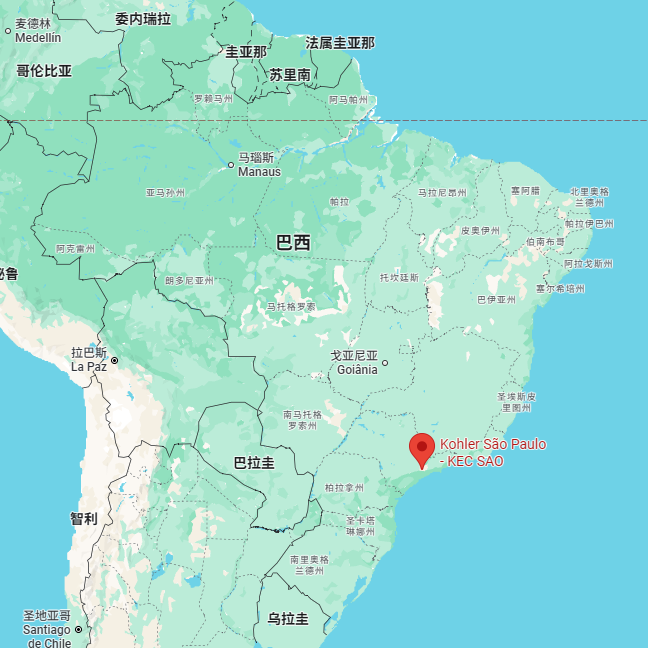 委内瑞拉
麦德林
Medellín
法属圭亚那
圭亚那
哥伦比亚
苏里南
罗赖马州
阿马帕州
马瑙斯
Manaus
亚马孙州
帕拉
马拉尼昂州
塞阿腊
北里奥格
兰德州
帕拉伊巴州
皮奥伊州
伯南布哥
巴西
阿克雷州
阿拉戈斯州
秘鲁
朗多尼亚州
托坎廷斯
塞尔希培州
巴伊亚州
马托格罗索
拉巴斯
La Paz
戈亚尼亚
Goiânia
圣埃斯皮
里图州
南马托格
罗索州
Kohler São Paulo
- KEC SAO
巴拉圭
柏拉拿州
智利
圣卡塔
琳娜州
南里奥格
兰德州
圣地亚哥
Santiago
de Chile
乌拉圭